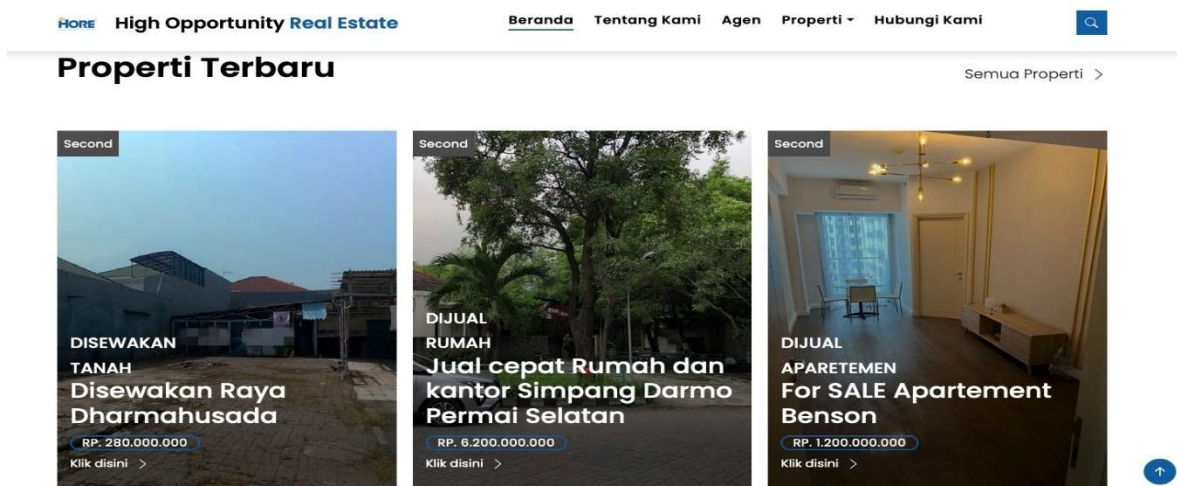 HORE High Opportunity Real Estate
Beranda Tentang Kami Agen Properti Hubungi Kami
Properti Terbaru
Semua Properti >
Second
DISEWAKAN
TANAH
Disewakan Raya
Dharmahusada
RP. 280.000.000
Klik disini >
Second
DIJUAL
RUMAH
Jual cepat Rumah dan
kantor Simpang Darmo
Permai Selatan
RP. 6.200.000.000
Klik disini >
Second
DIJUAL
APARETEMEN
For SALE Apartement
Benson
RP. 1.200.000.000
Klik disini >